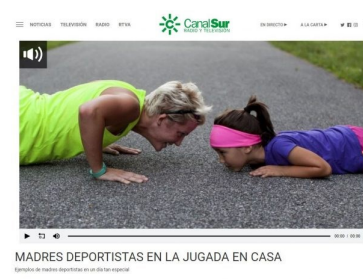 NOTICIAS TELEVISIÓN RADIO RTVA CanalSur EN DIRECTO A LA CARTA
RADIO Y TELEVISIÓN
00:00 / 00:00
MADRES DEPORTISTAS EN LA JUGADA EN CASA
Ejemplos de madres deportistas en un día tan especial